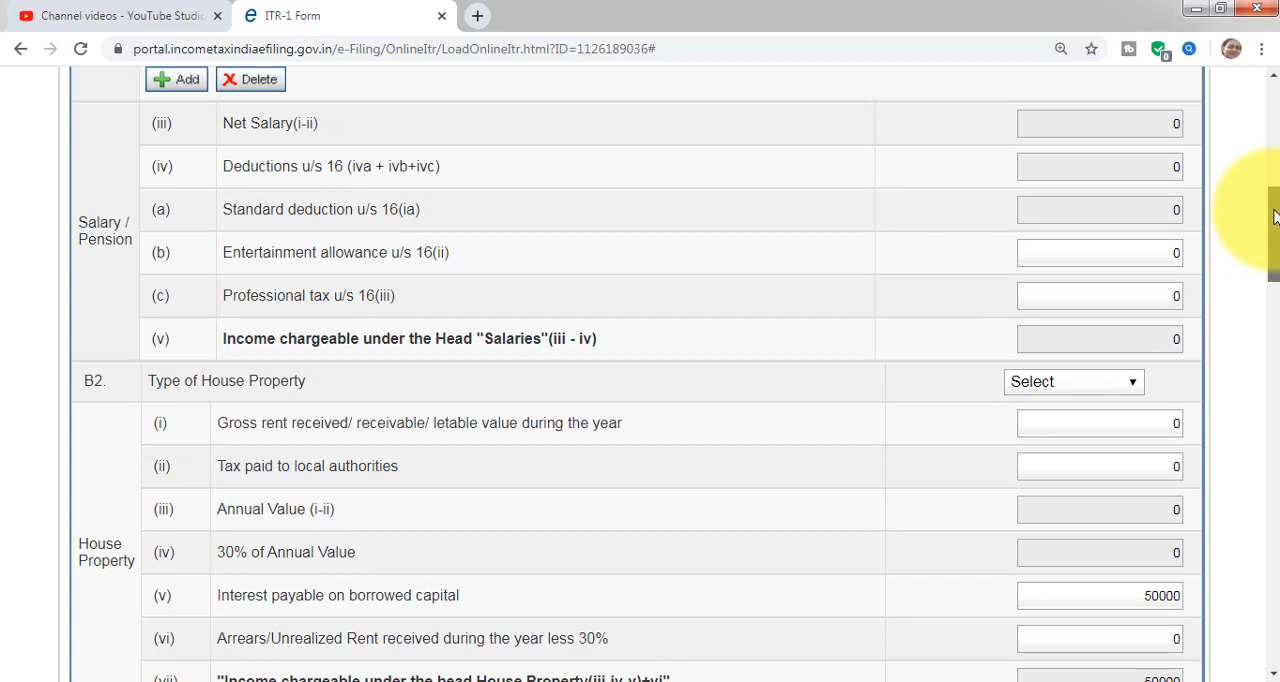 Channel videos - YouTube Studi
ITR-1 Form
portal.incometaxindiaefiling.gov.in/e-Filing/OnlineItr/LoadOnlineItr.html?ID=1126189036#
Add Delete
(iii) Net Salary(i-ii) 0
(iv) Deductions u/s 16 (iva + ivb+ivc) 0
(a) Standard deduction u/s 16(ia) 0
Salary /
Pension
(b) Entertainment allowance u/s 16(ii) 0
(c) Professional tax u/s 16(iii) 0
(v) Income chargeable under the Head "Salaries"(iii - iv) 0
B2. Type of House Property Select
(i) Gross rent received/ receivable/ letable value during the year 0
(ii) Tax paid to local authorities 0
(iii) Annual Value (i-ii) 0
House
Property
(iv) 30% of Annual Value 0
(v) Interest payable on borrowed capital 50000
(vi) Arrears/Unrealized Rent received during the year less 30% 0
(vii) "Income chargeable under the head House Property(iii-iv-v)+vi" 50000